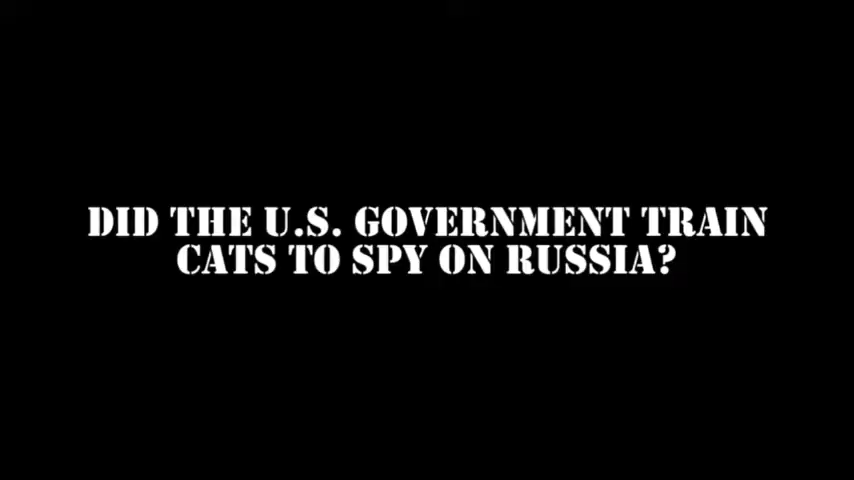 DID THE U.S. GOVERNMENT TRAIN
CATS TO SPY ON RUSSIA?